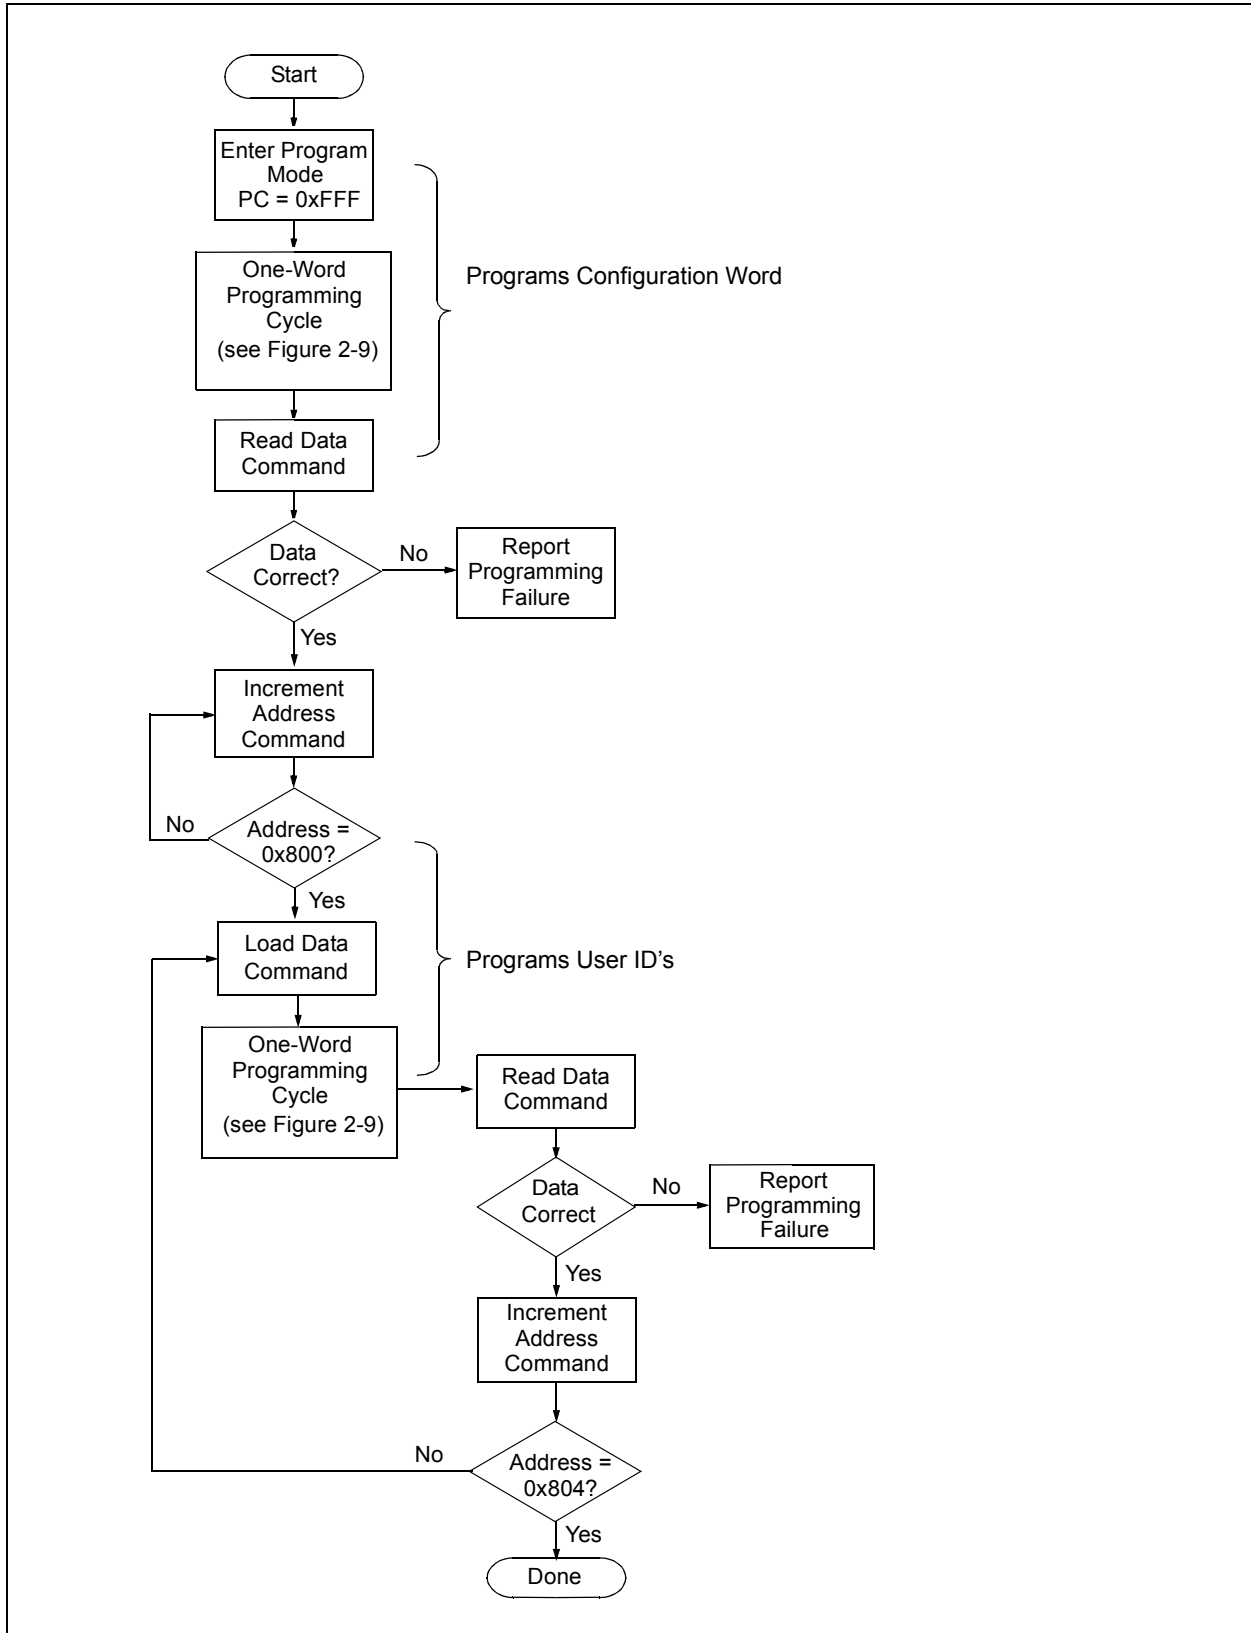 Start
Enter Program
Mode
PC = 0xFFF
One-Word
Programming
Cycle
(see Figure 2-9)
Programs Configuration Word
Read Data
Command
Data
Correct?
No
Report
Programming
Failure
Yes
Increment
Address
Command
No
Address =
0x800?
Yes
Load Data
Command
Programs User ID's
One-Word
Programming
Cycle
(see Figure 2-9)
Read Data
Command
Data
Correct
No
Report
Programming
Failure
Yes
Increment
Address
Command
No
Address =
0x804?
Yes
Done